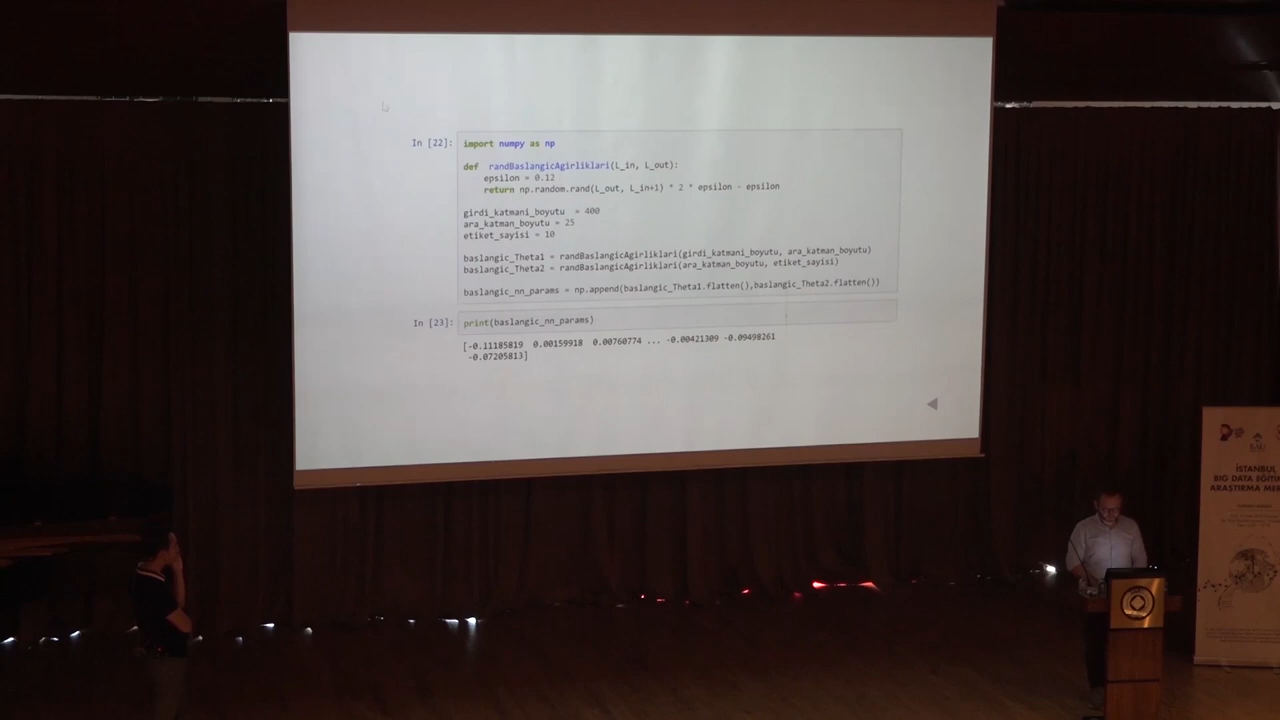 In [22]: import numpy as np
def randBaslangicAgirliklari(L_in, L_out):
epsilon = 0.12
return np.random.rand(L_out, L_in+1) * 2 * epsilon - epsilon
girdi_katmani_boyutu = 400
ara_katman_boyutu = 25
etiket_sayisi = 10
baslangic_Theta1 = randBaslangicAgirliklari(girdi_katmani_boyutu, ara_katman_boyutu)
baslangic_Theta2 = randBaslangicAgirliklari(ara_katman_boyutu, etiket_sayisi)
baslangic_nn_params = np.append(baslangic_Theta1.flatten(),baslangic_Theta2.flatten())
In [23]: print(baslangic_nn_params)
[-0.11185819 0.00159918 0.00760774 ... -0.00421309 -0.09498261
-0.07205813]
İSTANBUL
BIG DATA EĞİTİ
ARAŞTIRMA MER